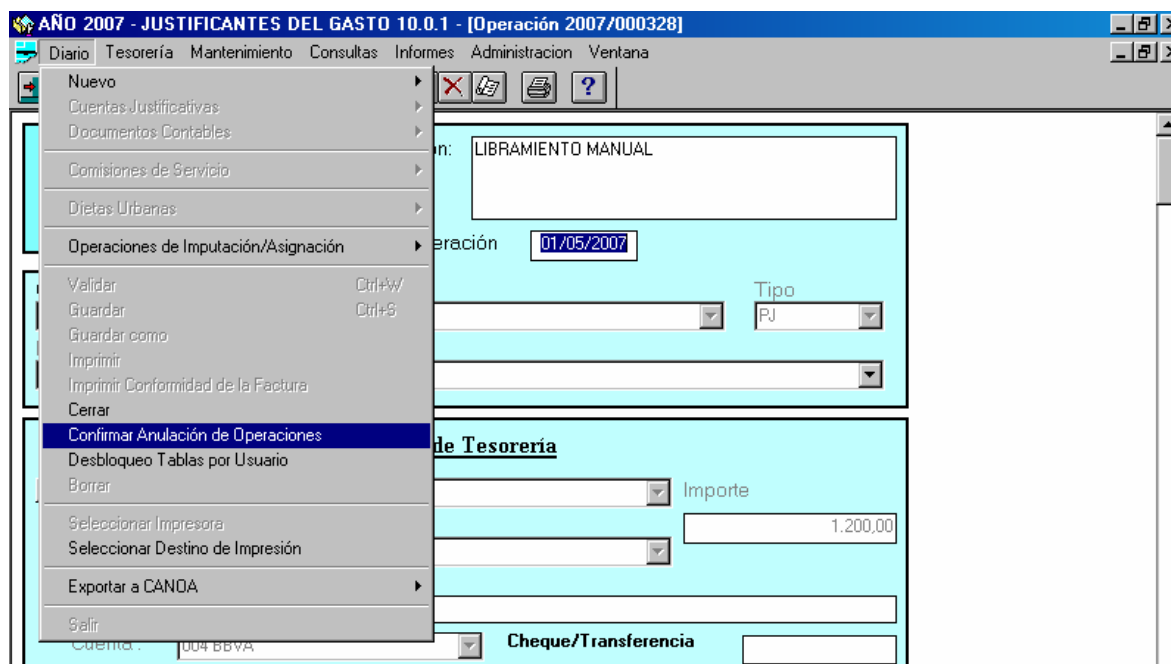 AÑO 2007 - JUSTIFICANTES DEL GASTO 10.0.1 - [Operación 2007/000328]
Diario Tesorería Mantenimiento Consultas Informes Administracion Ventana
Nuevo
Cuentas Justificativas
Documentos Contables
Comisiones de Servicio
Dietas Urbanas
Operaciones de Imputación/Asignación
Validar Ctrl+W
Guardar Ctrl+S
Guardar como
Imprimir
Imprimir Conformidad de la Factura
Cerrar
Confirmar Anulación de Operaciones
Desbloqueo Tablas por Usuario
Borrar
Seleccionar Impresora
Seleccionar Destino de Impresión
Exportar a CANOA
Salir
ón: LIBRAMIENTO MANUAL
eración 01/05/2007
Tipo
PJ
de Tesorería
Importe
1.200,00
Cuenta : 004 BBVA Cheque/Transferencia